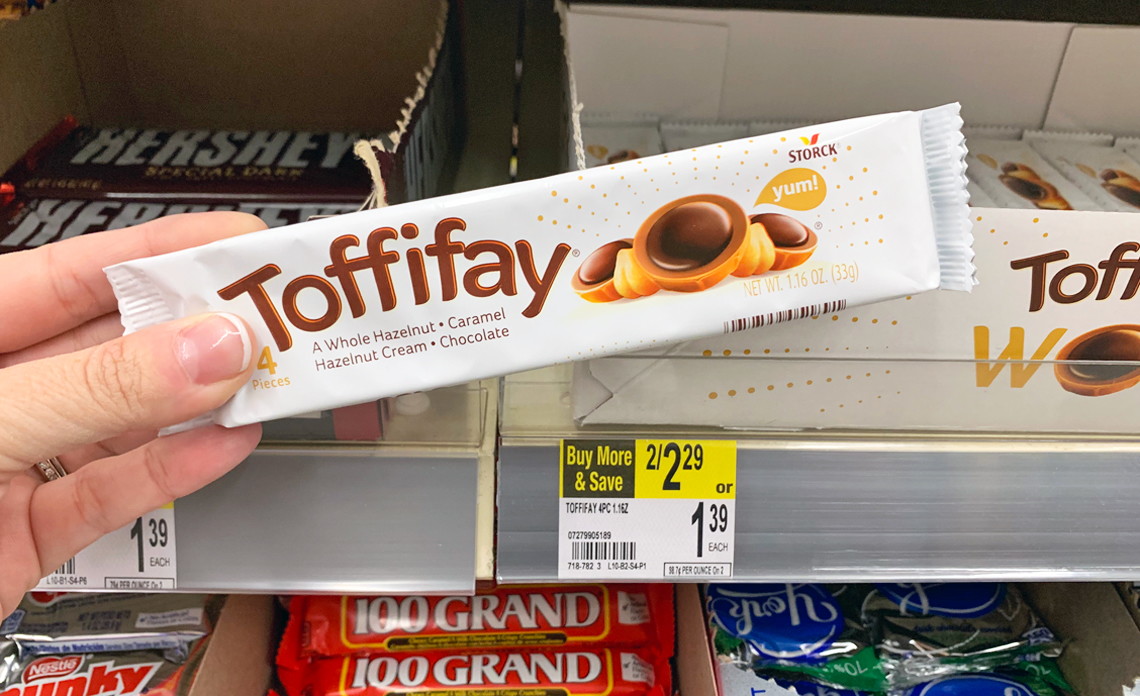 HERSHEY
SPECIAL DARK
STORCK
yum!
Toffifay®
A Whole Hazelnut • Caramel
Hazelnut Cream • Chocolate
4
Pieces
NET WT. 1.16 OZ. (33g)
Toff
W
Buy More
& Save
2/2 29
or
TOFFIFAY 4PC 1.16Z
07279905189
1 39
EACH
718-782 3 L10-B2-S4-P1
98.7¢ PER OUNCE On 2
1 39
EACH
L10-B1-S4-P6
100 GRAND
100 GRAND
York
Nestlé